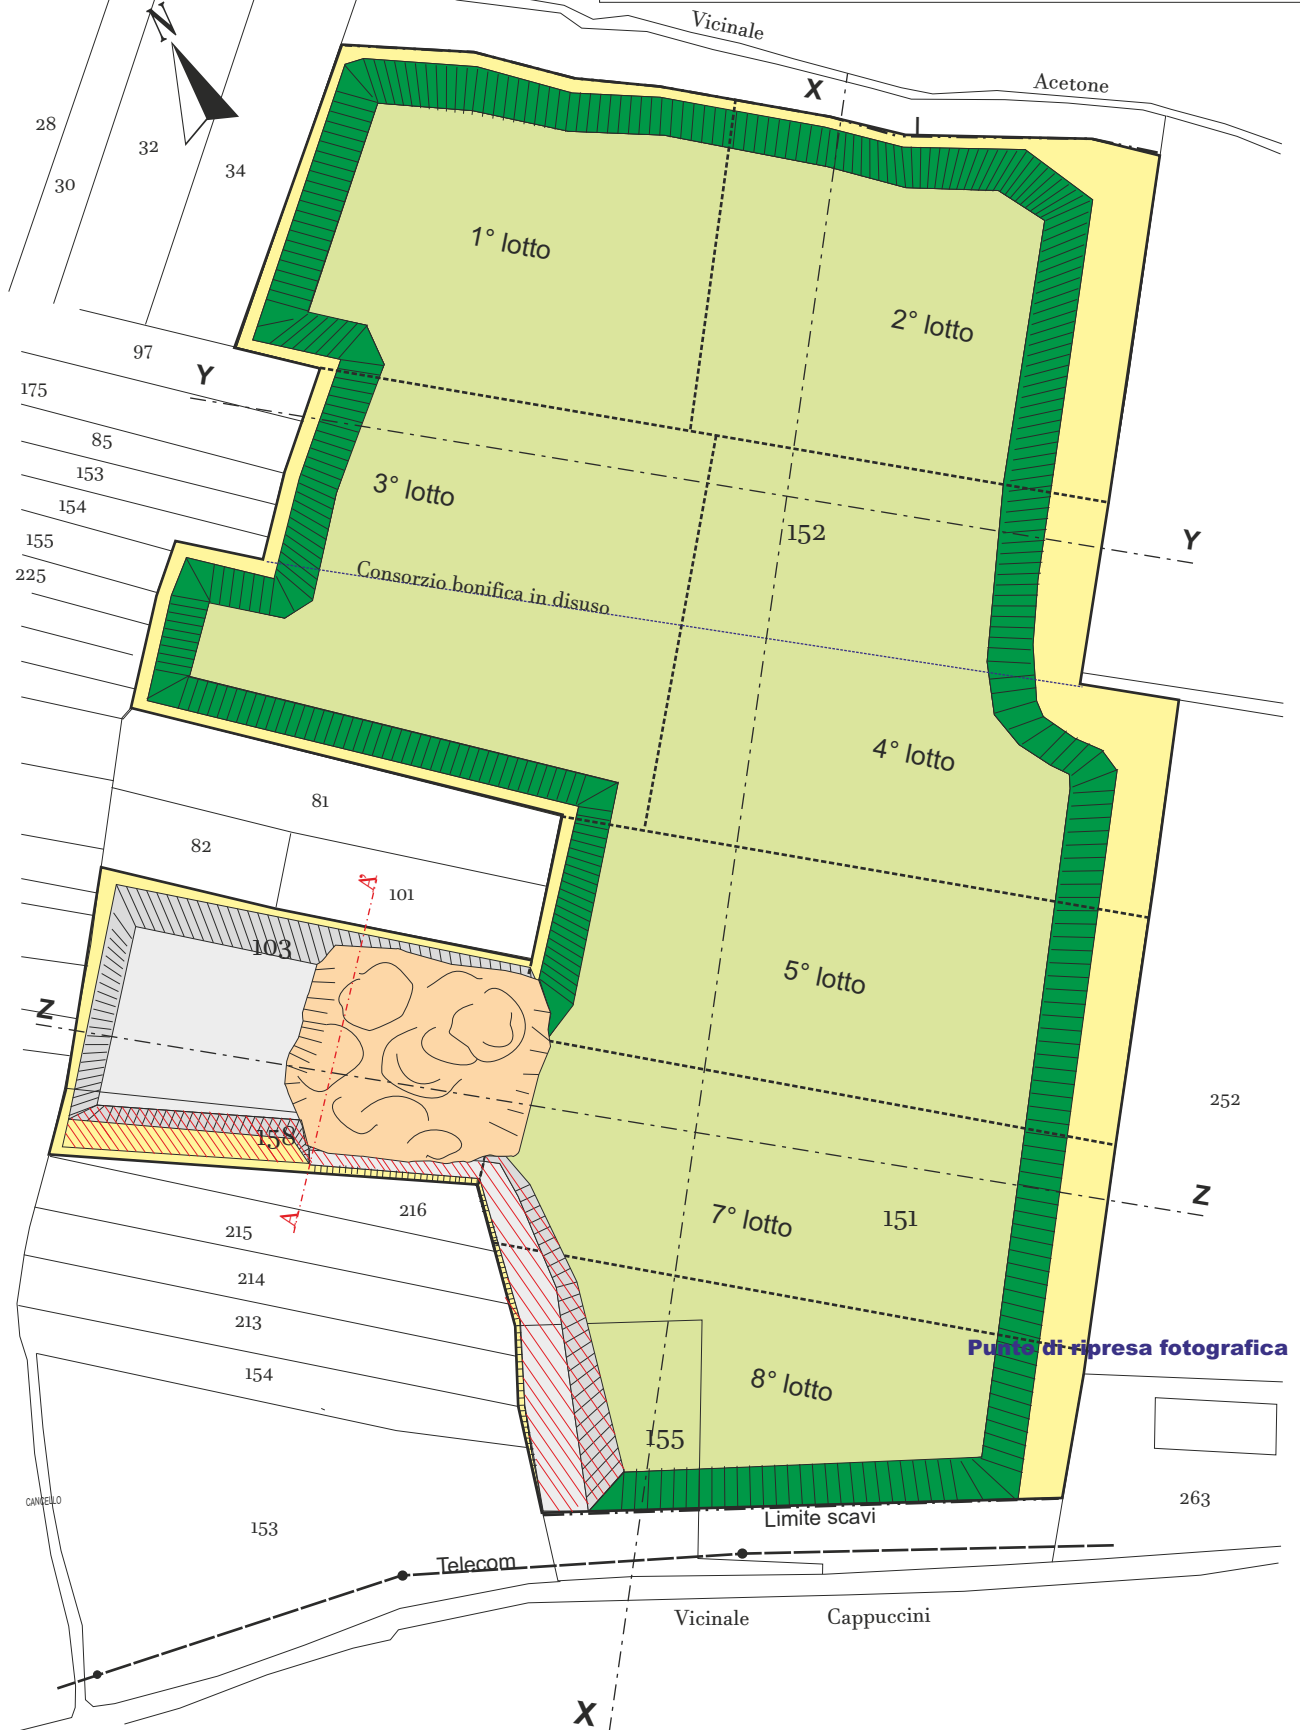 N
Vicinale
Acetone
X
28
32
30
34
1° lotto
2° lotto
97
Y
175
85
153
3° lotto
154
152
155
Y
225
Consorzio bonifica in disuso
4° lotto
81
82
A'
101
103
5° lotto
Z
252
158
Z
216
A
215
7° lotto
151
214
213
Punto di ripresa fotografica
154
8° lotto
155
CANCELLO
263
Limite scavi
153
Telecom
Vicinale Cappuccini
X